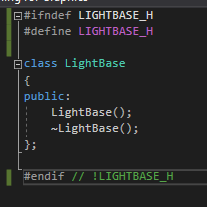 #ifndef LIGHTBASE_H
#define LIGHTBASE_H
class LightBase
{
public:
LightBase();
~LightBase();
};
#endif // !LIGHTBASE_H